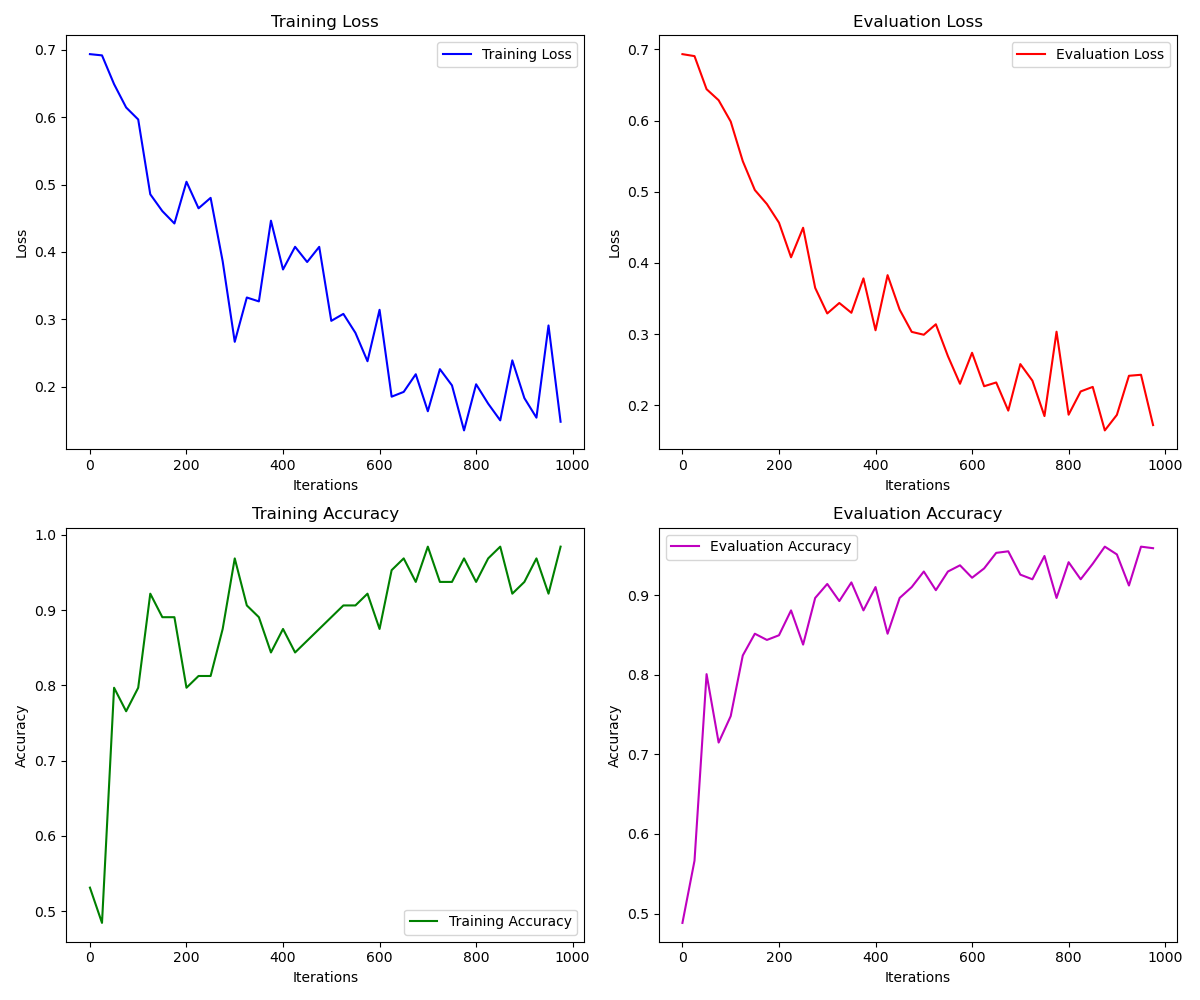 Training Loss
Training Loss
0.7
0.6
0.5
0.4
0.3
0.2
Loss
0 200 400 600 800 1000
Iterations
Evaluation Loss
Evaluation Loss
0.7
0.6
0.5
0.4
0.3
0.2
Loss
0 200 400 600 800 1000
Iterations
Training Accuracy
1.0
0.9
0.8
0.7
0.6
0.5
Accuracy
Training Accuracy
0 200 400 600 800 1000
Iterations
Evaluation Accuracy
Evaluation Accuracy
0.9
0.8
0.7
0.6
0.5
Accuracy
0 200 400 600 800 1000
Iterations